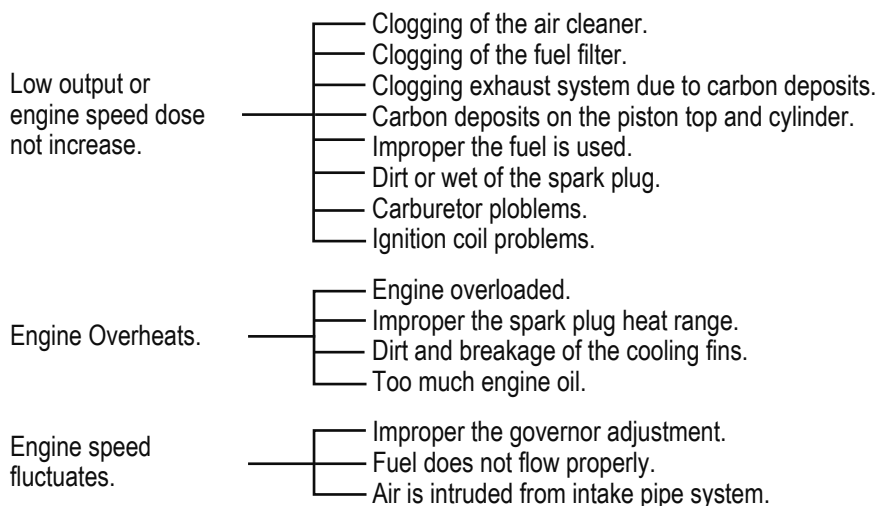 Low output or
engine speed dose
not increase.
Clogging of the air cleaner.
Clogging of the fuel filter.
Clogging exhaust system due to carbon deposits.
Carbon deposits on the piston top and cylinder.
Improper the fuel is used.
Dirt or wet of the spark plug.
Carburetor ploblems.
Ignition coil problems.
Engine Overheats.
Engine overloaded.
Improper the spark plug heat range.
Dirt and breakage of the cooling fins.
Too much engine oil.
Engine speed
fluctuates.
Improper the governor adjustment.
Fuel does not flow properly.
Air is intruded from intake pipe system.